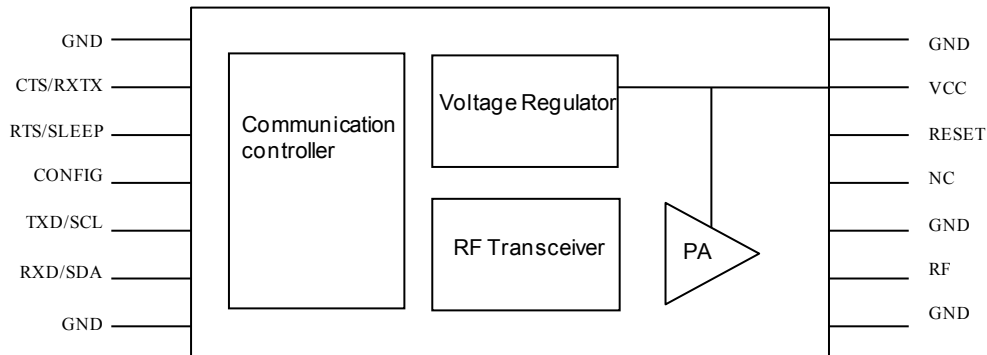 GND
CTS/RXTX
RTS/SLEEP
CONFIG
TXD/SCL
RXD/SDA
GND
Communication
controller
Voltage Regulator
RF Transceiver
PA
GND
VCC
RESET
NC
GND
RF
GND